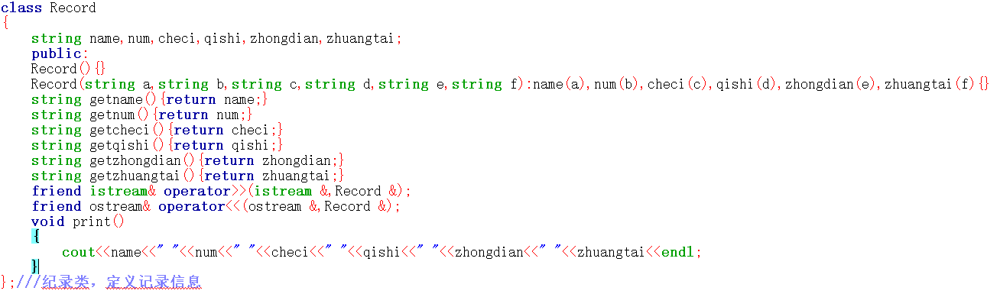 class Record
{
    string name,num,checi,qishi,zhongdian,zhuangtai;
    public:
    Record(){}
    Record(string a,string b,string c,string d,string e,string f):name(a),num(b),checi(c),qishi(d),zhongdian(e),zhuangtai(f){}
    string getname(){return name;}
    string getnum(){return num;}
    string getcheci(){return checi;}
    string getqishi(){return qishi;}
    string getzhongdian(){return zhongdian;}
    string getzhuangtai(){return zhuangtai;}
    friend istream& operator>>(istream &,Record &);
    friend ostream& operator<<(ostream &,Record &);
    void print()
    {
        cout<<name<<" "<<num<<" "<<checi<<" "<<qishi<<" "<<zhongdian<<" "<<zhuangtai<<endl;
    }
};///纪录类，定义记录信息